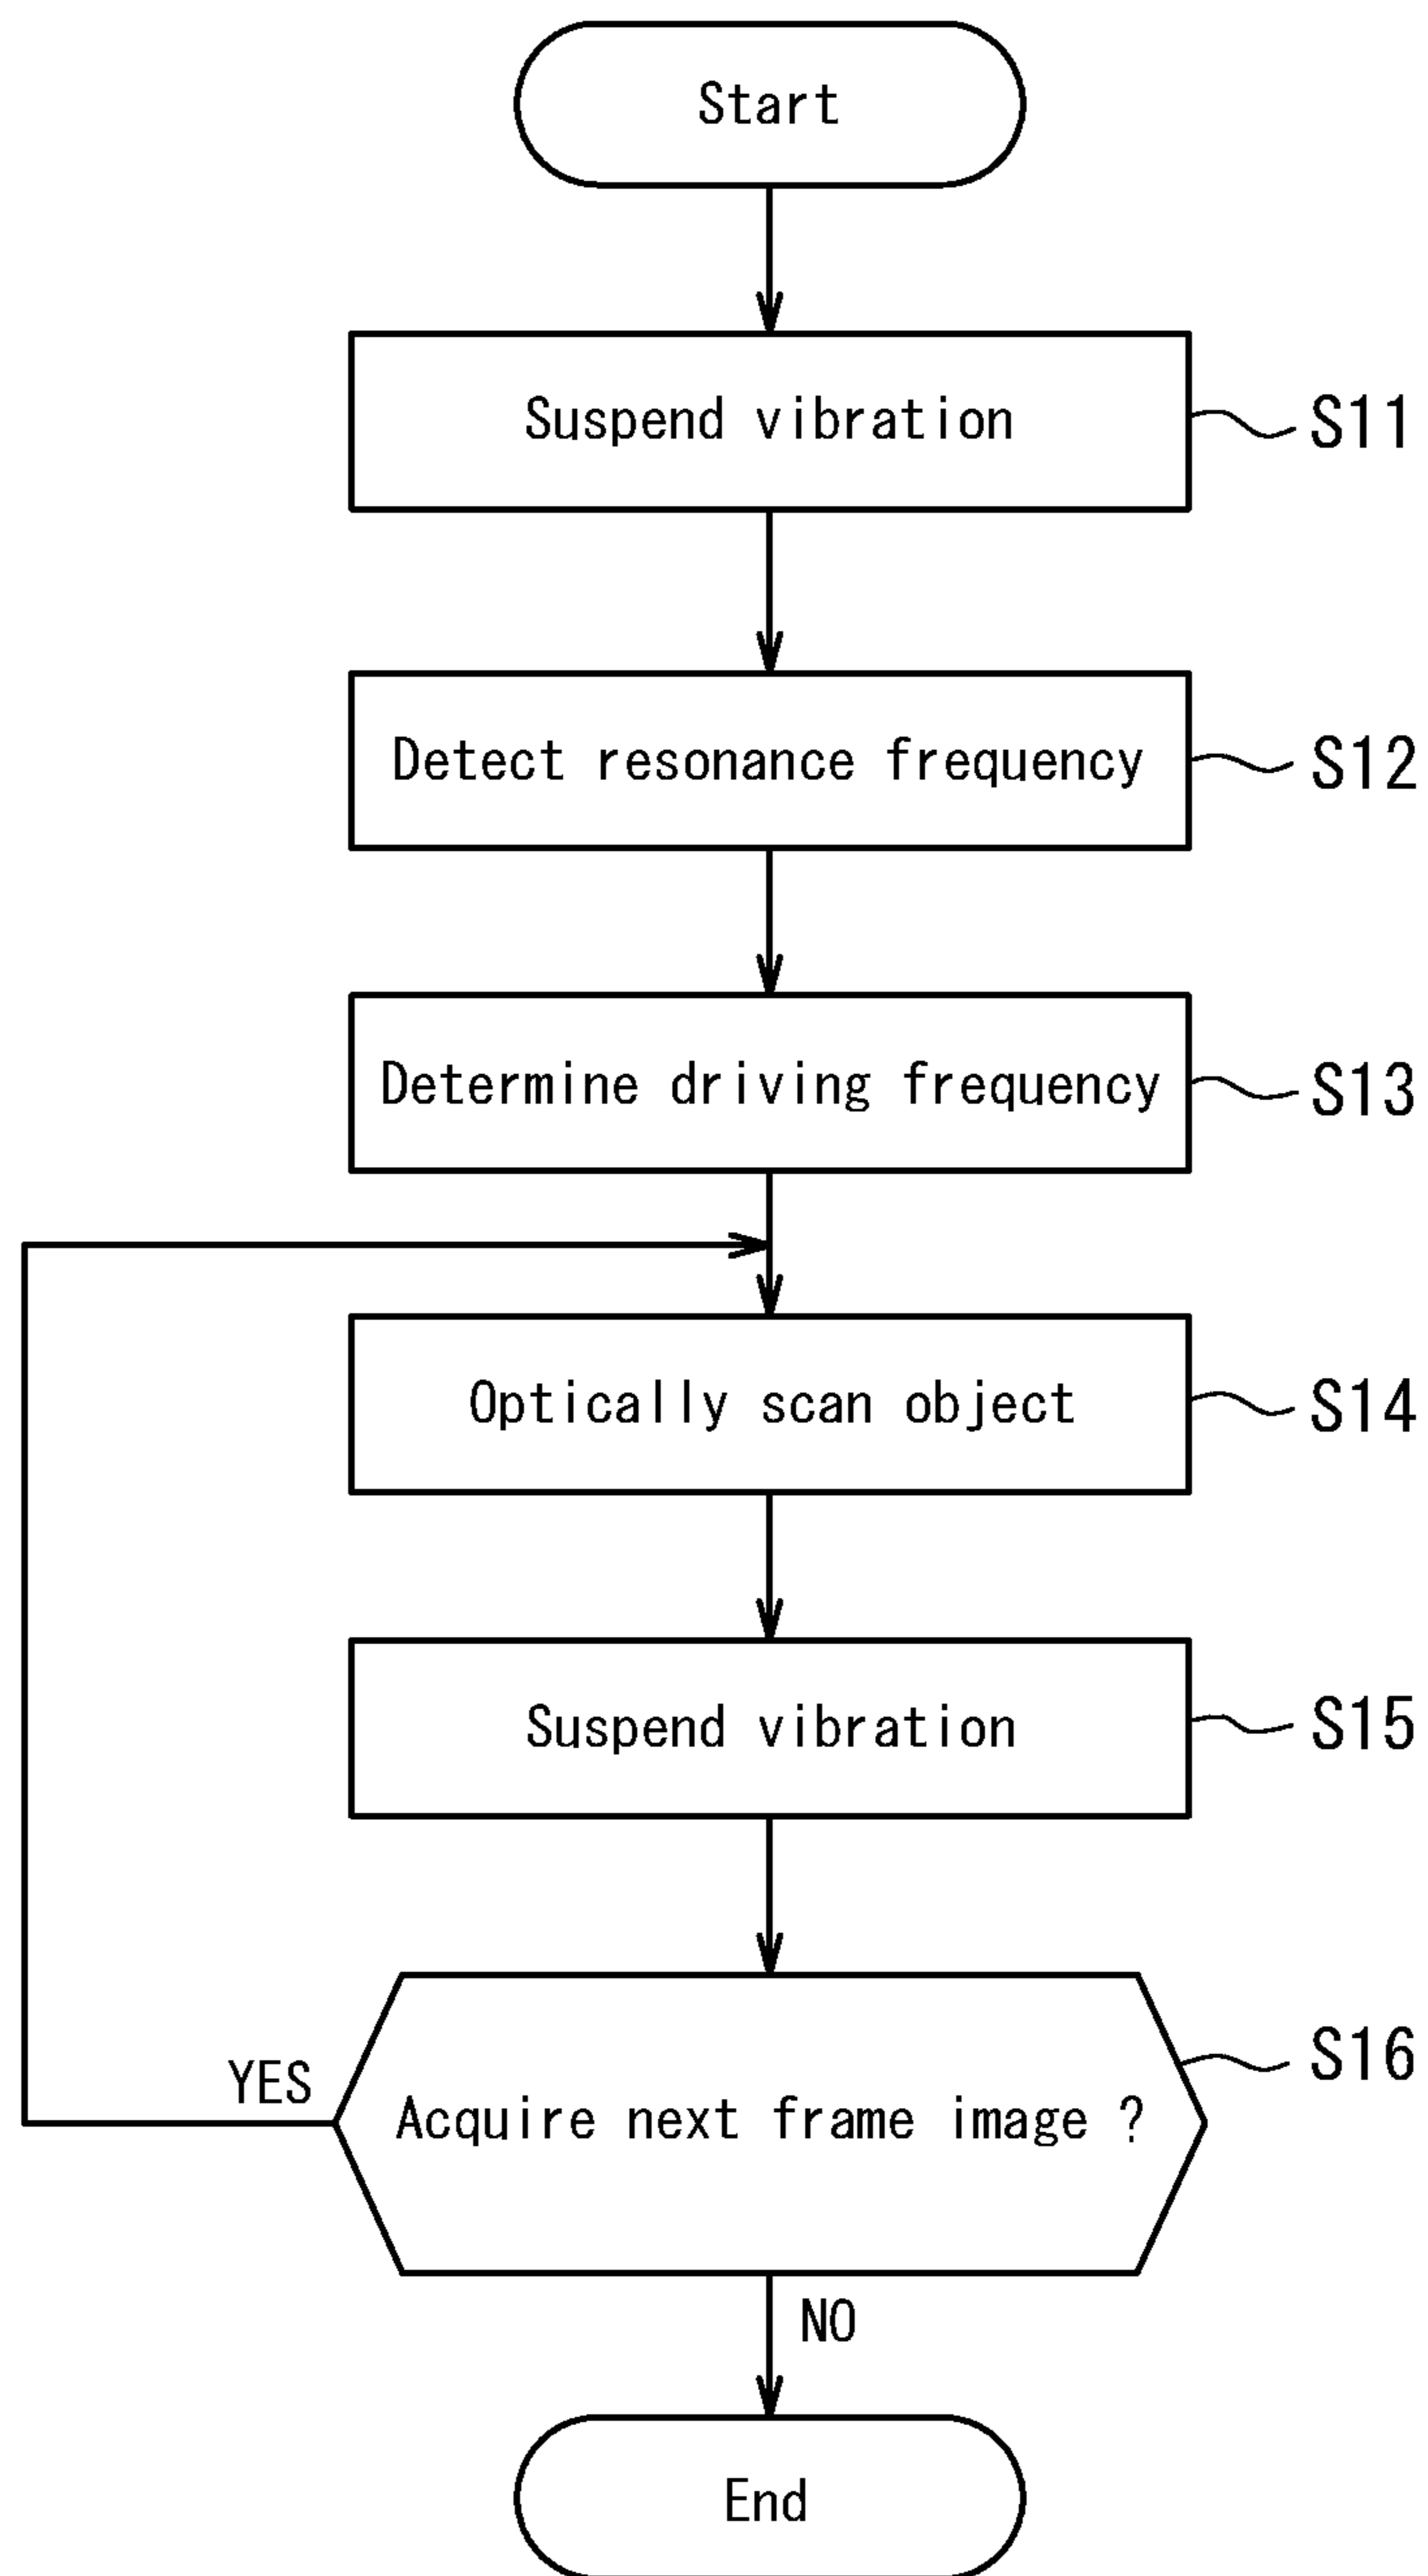 Start
Suspend vibration
S11
Detect resonance frequency
S12
Determine driving frequency
S13
Optically scan object
S14
Suspend vibration
S15
S16
YES
Acquire next frame image ?
NO
End